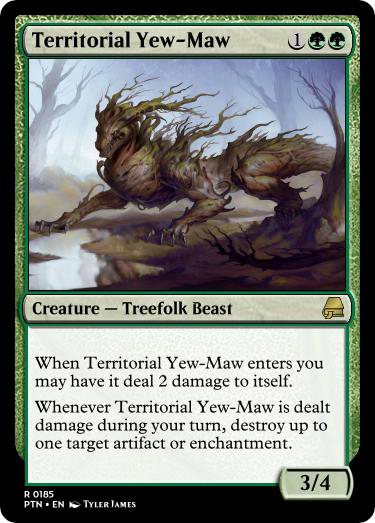 Territorial Yew-Maw 1
Creature — Treefolk Beast
When Territorial Yew-Maw enters you
may have it deal 2 damage to itself.
Whenever Territorial Yew-Maw is dealt
damage during your turn, destroy up to
one target artifact or enchantment.
3/4
R 0185
PTN • EN Tyler James